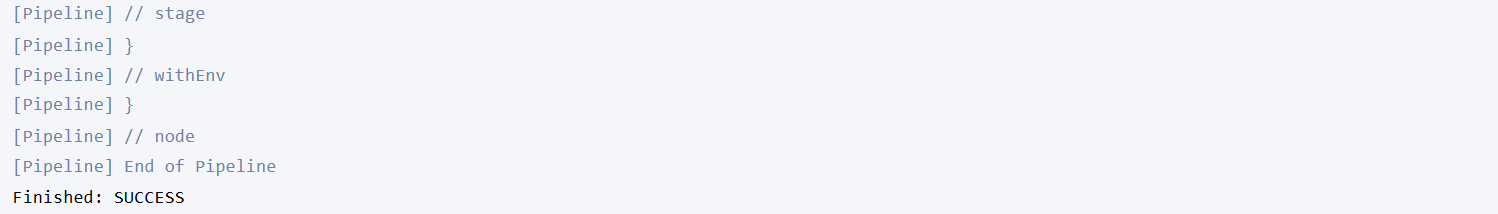 [Pipeline] // stage
[Pipeline] }
[Pipeline] // withEnv
[Pipeline] }
[Pipeline] // node
[Pipeline] End of Pipeline
Finished: SUCCESS